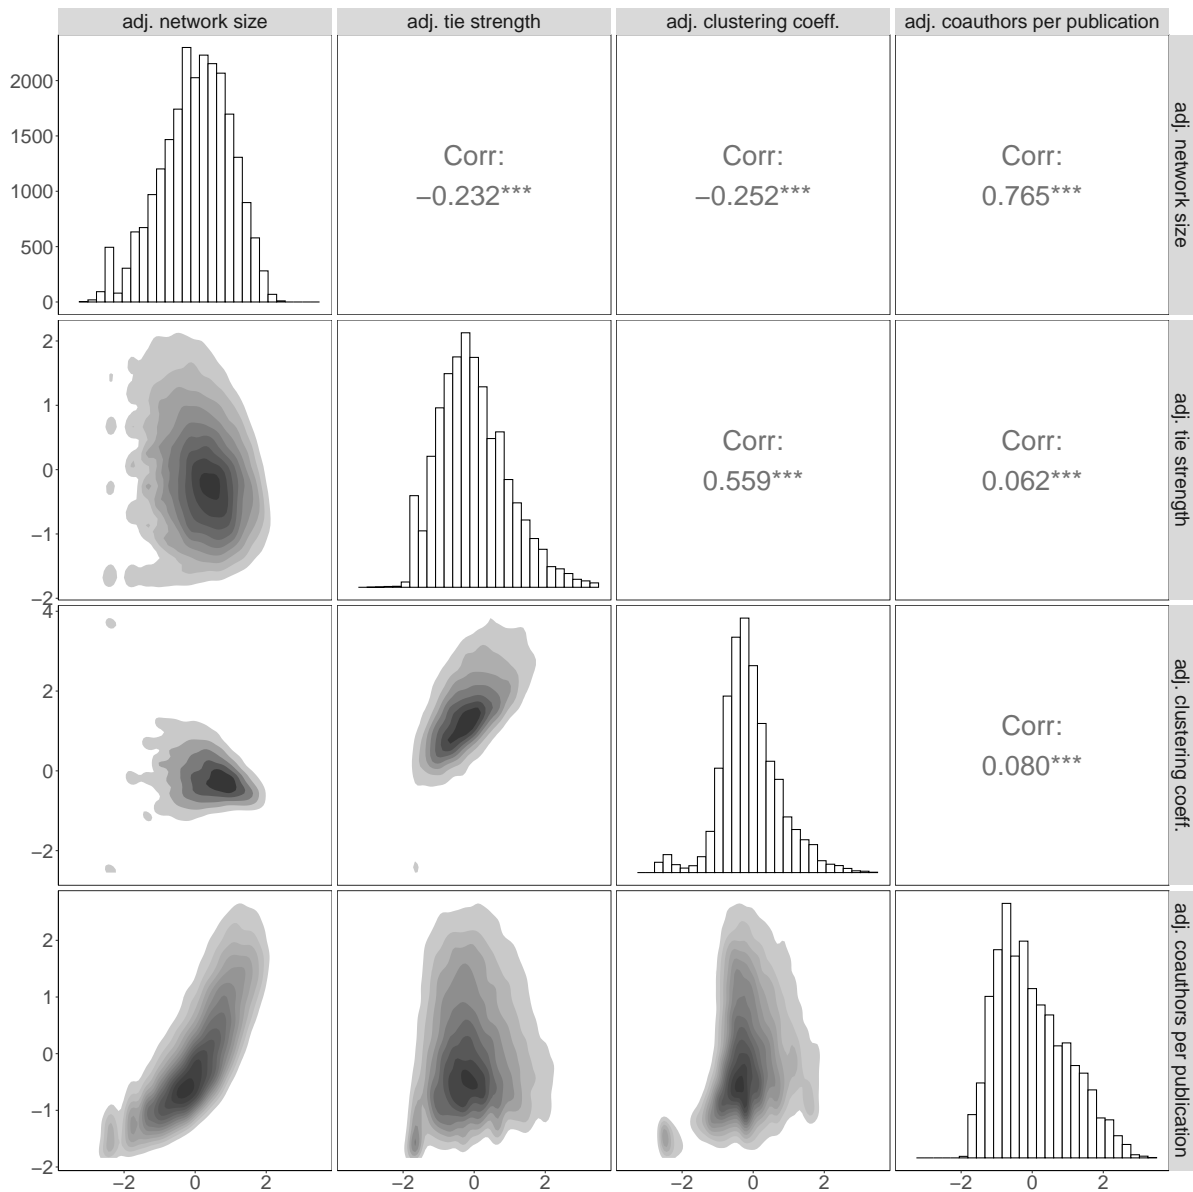 adj. network size
adj. tie strength
adj. clustering coeff.
adj. coauthors per publication
2000
1500
1000
500
0
Corr:
−0.232***
Corr:
−0.252***
Corr:
0.765***
adj. network size
2
1
0
−1
−2
Corr:
0.559***
Corr:
0.062***
adj. tie strength
4
2
0
−2
Corr:
0.080***
adj. clustering coeff.
2
1
0
−1
−2
adj. coauthors per publication
−2 0 2
−2 0 2
−2 0 2
−2 0 2